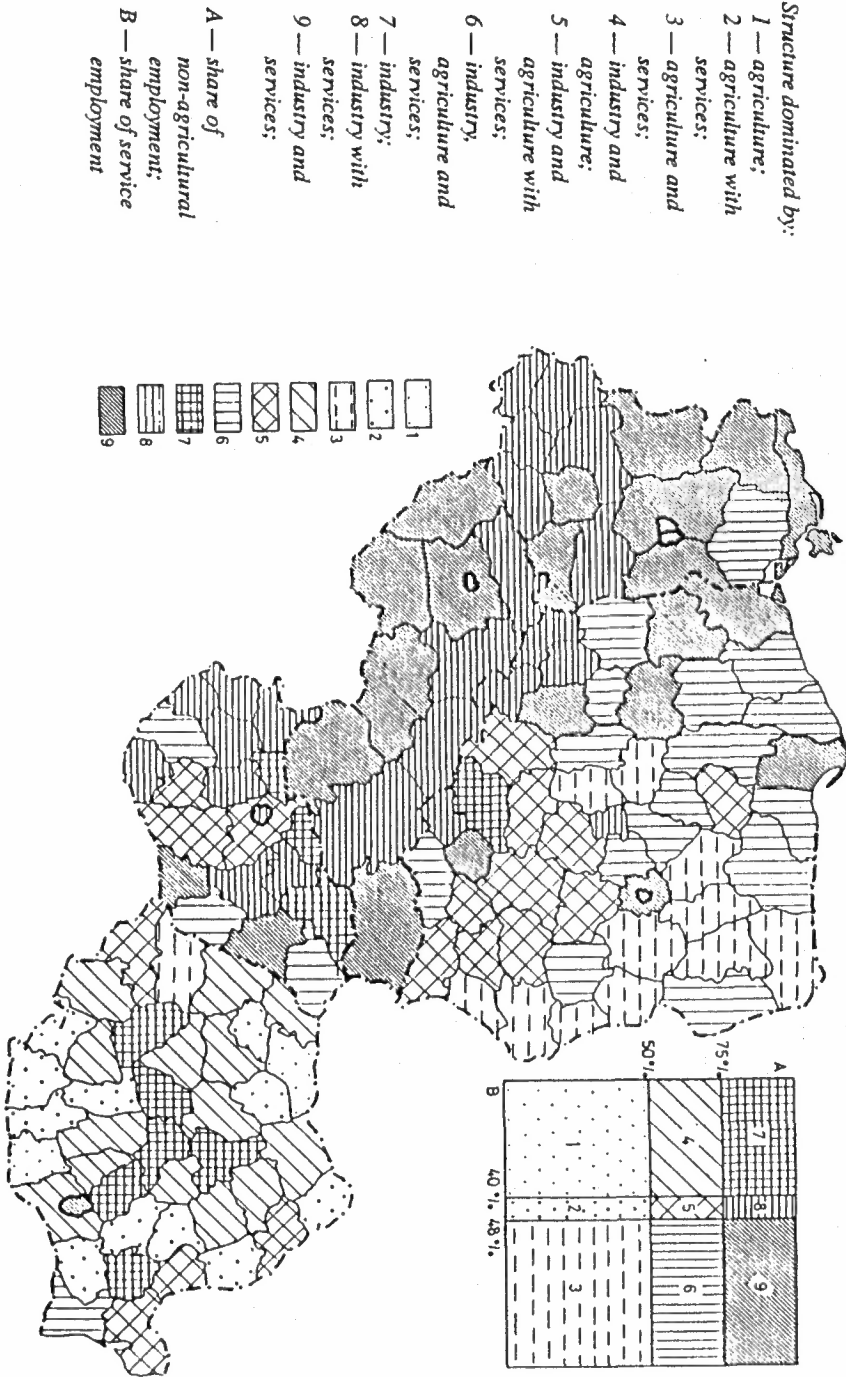 Structure dominated by:
1 — agriculture;
2 — agriculture with
services;
3 — agriculture and
services;
4 — industry and
agriculture;
5 — industry and
agriculture with
services;
6 — industry,
agriculture and
services;
7 — industry;
8 — industry with
services;
9 — industry and
services;
A — share of
non-agricultural
employment;
B — share of service
employment
1
2
3
4
5
6
7
8
9
A
75%
50%
B
40%
48%
7
8
9
4
5
6
1
2
3